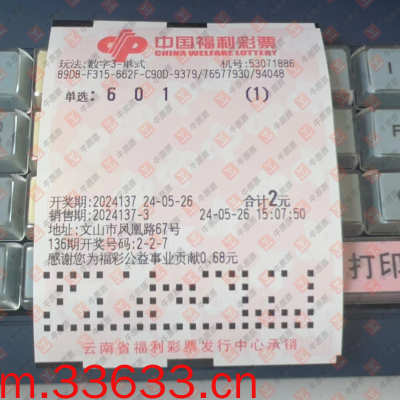 中国福利彩票
CHINA WELFARE LOTTERY
玩法:数字3-单式 机号:53071886
89D8-F315-662F-C90D-9379/76577930/94048
单选: 6 0 1 (1)
开奖期:2024137 24-05-26 合计2元
销售期:2024137-3 24-05-26 15:07:50
地址:文山市凤凰路67号
136期开奖号码:2-2-7
感谢您为福彩公益事业贡献0.68元
云南省福利彩票发行中心承销
打印
m.33633.cn